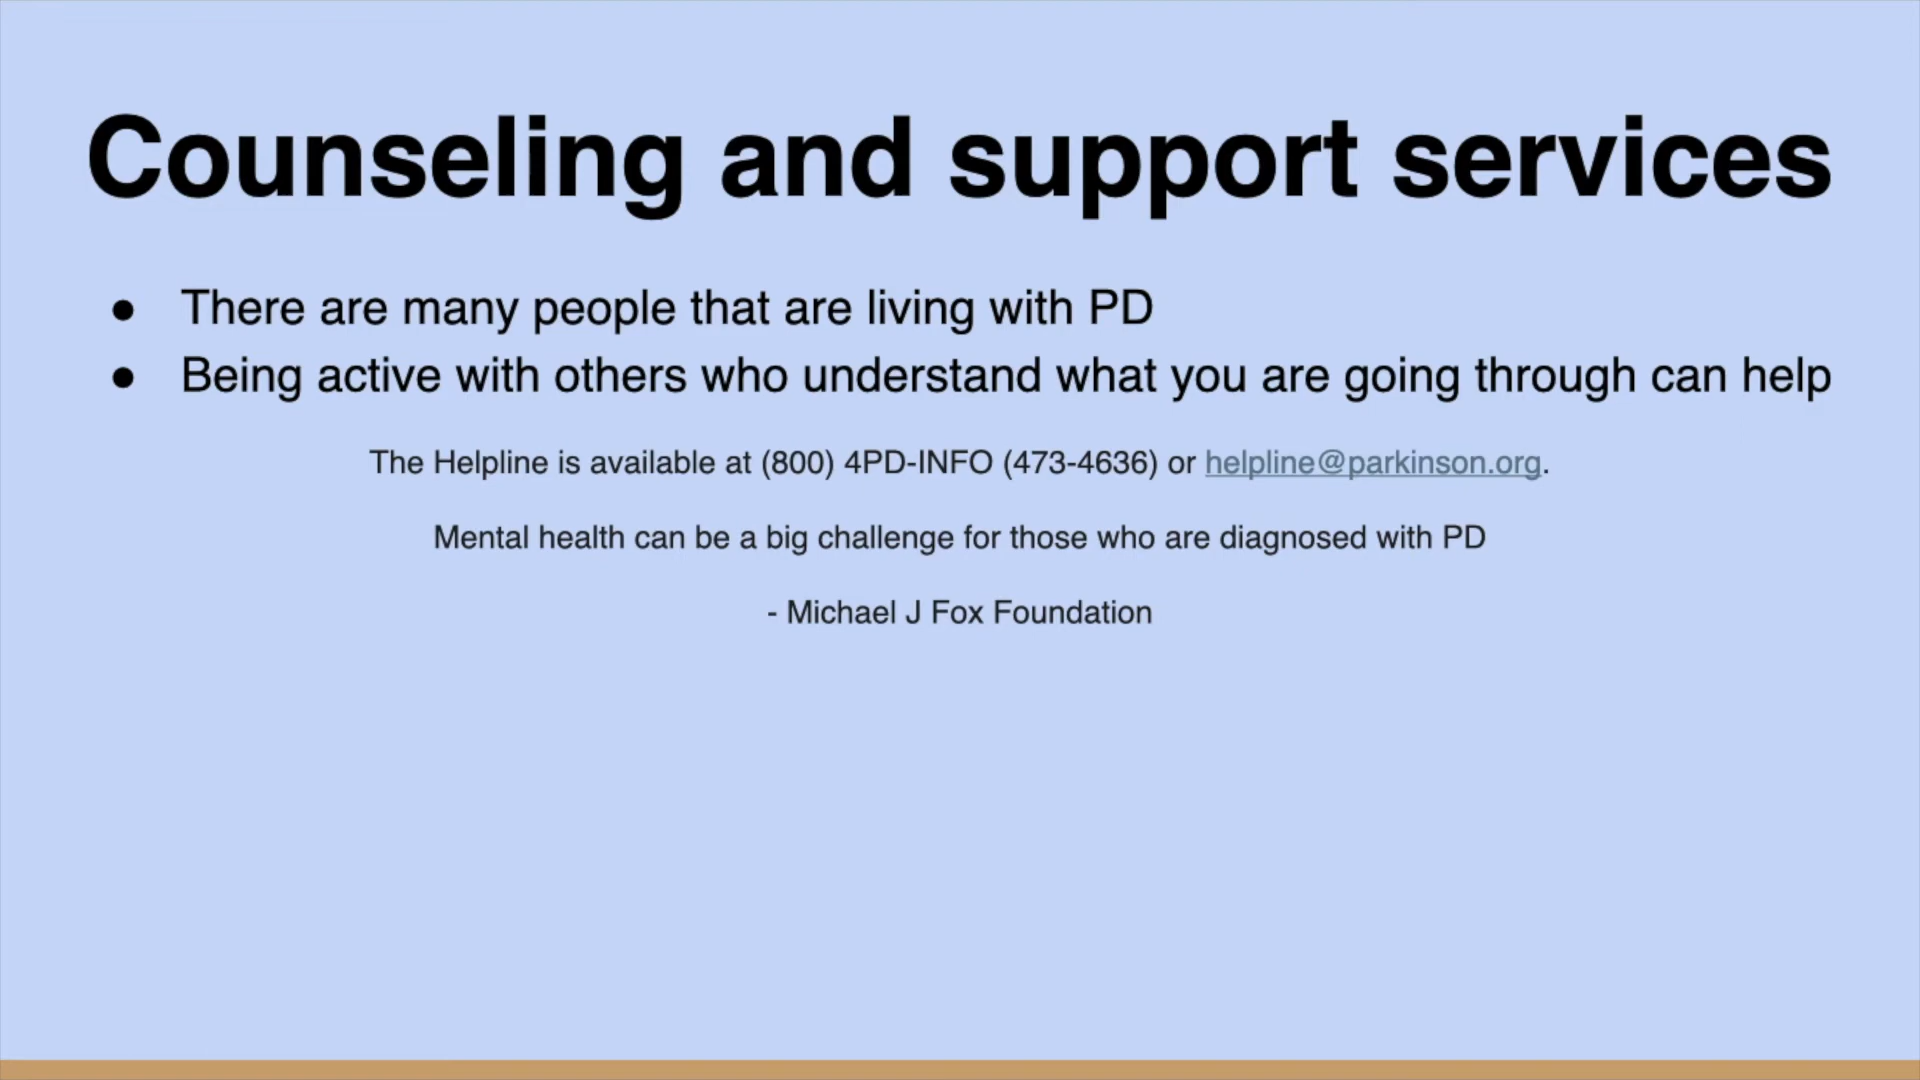 Counseling and support services
● There are many people that are living with PD
● Being active with others who understand what you are going through can help
The Helpline is available at (800) 4PD-INFO (473-4636) or helpline@parkinson.org.
Mental health can be a big challenge for those who are diagnosed with PD
- Michael J Fox Foundation